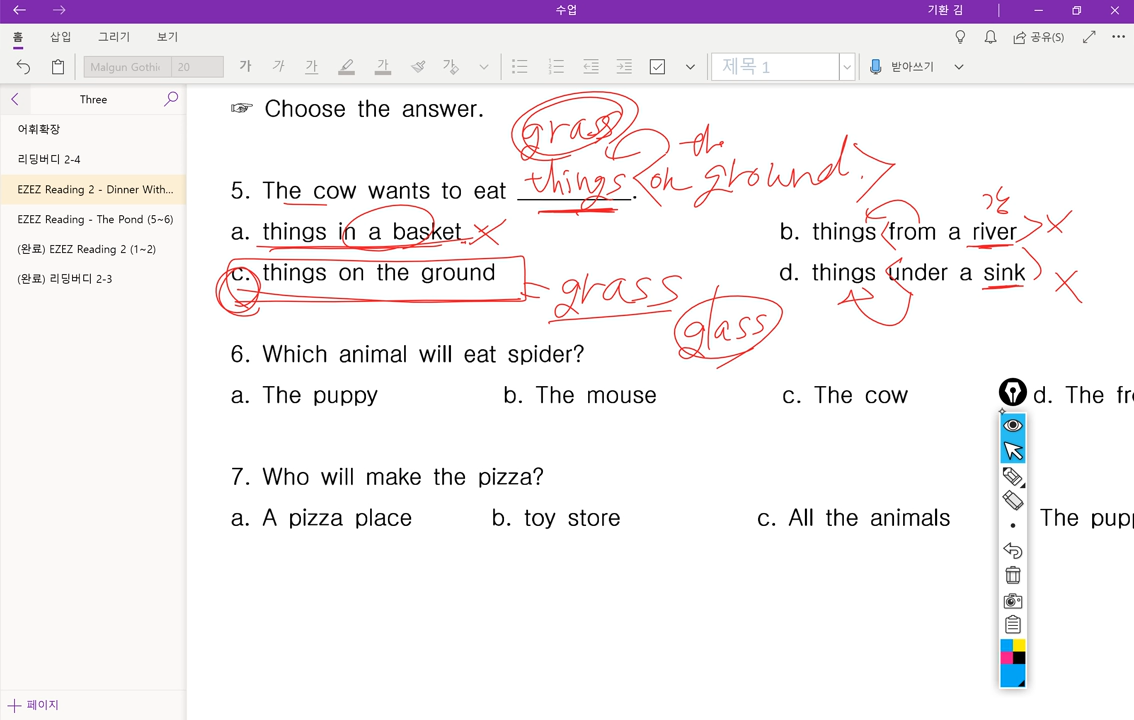 수업
기환 김
홈 삽입 그리기 보기
공유(S)
Malgun Gothic 20 가 가 가 가 제목 1 받아쓰기
Three
어휘확장
리딩버디 2-4
EZEZ Reading 2 - Dinner With...
EZEZ Reading - The Pond (5~6)
(완료) EZEZ Reading 2 (1~2)
(완료) 리딩버디 2-3
페이지
☞ Choose the answer.
grass
the
things <on ground.>
5. The cow wants to eat __________.
강
a. things in a basket. X b. things <from a river> X
c. things on the ground - grass d. things <under a sink> X
glass
6. Which animal will eat spider?
a. The puppy b. The mouse c. The cow d. The fr
7. Who will make the pizza?
a. A pizza place b. toy store c. All the animals The pup